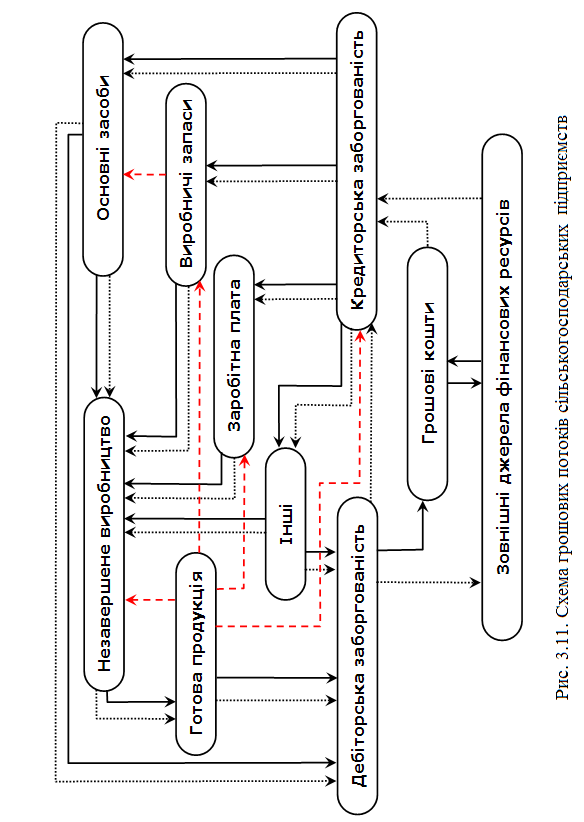 Основні засоби
Виробничі запаси
Кредиторська заборгованість
Заробітна плата
Незавершене виробництво
Інші
Грошові кошти
Зовнішні джерела фінансових ресурсів
Готова продукція
Дебіторська заборгованість
Рис. 3.11. Схема грошових потоків сільськогосподарських підприємств